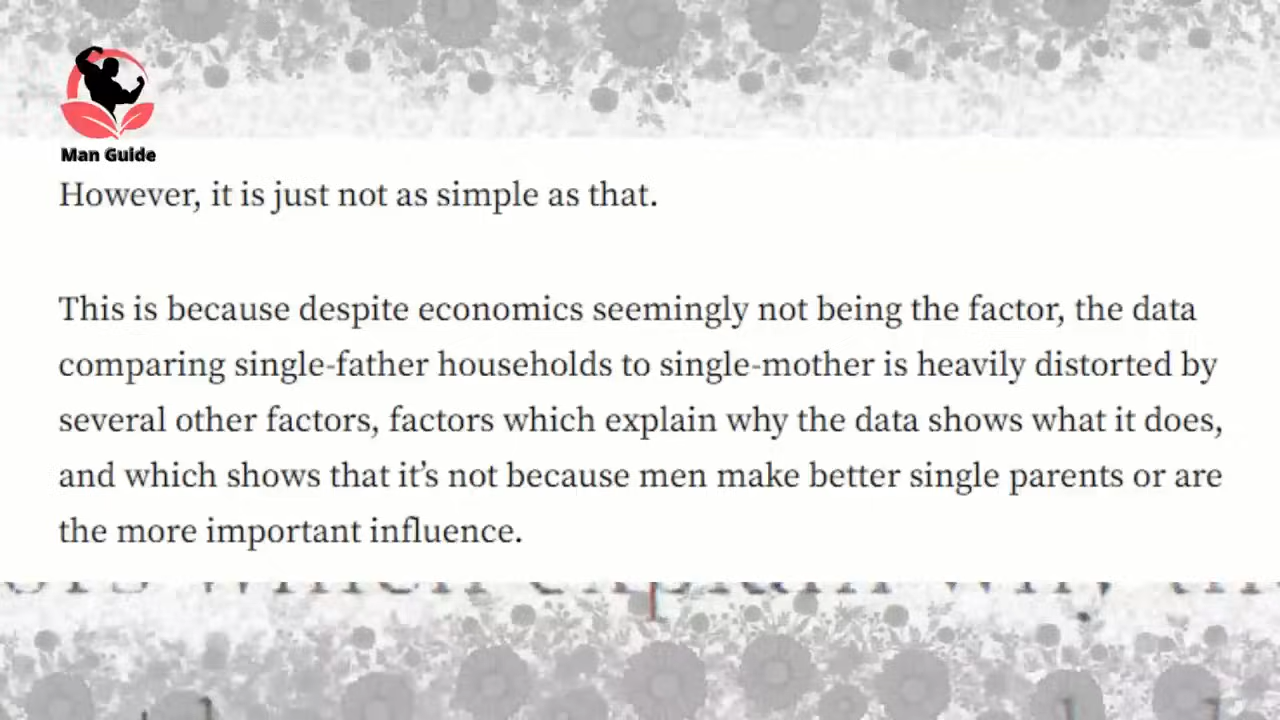 Man Guide
However, it is just not as simple as that.
This is because despite economics seemingly not being the factor, the data
comparing single-father households to single-mother is heavily distorted by
several other factors, factors which explain why the data shows what it does,
and which shows that it's not because men make better single parents or are
the more important influence.